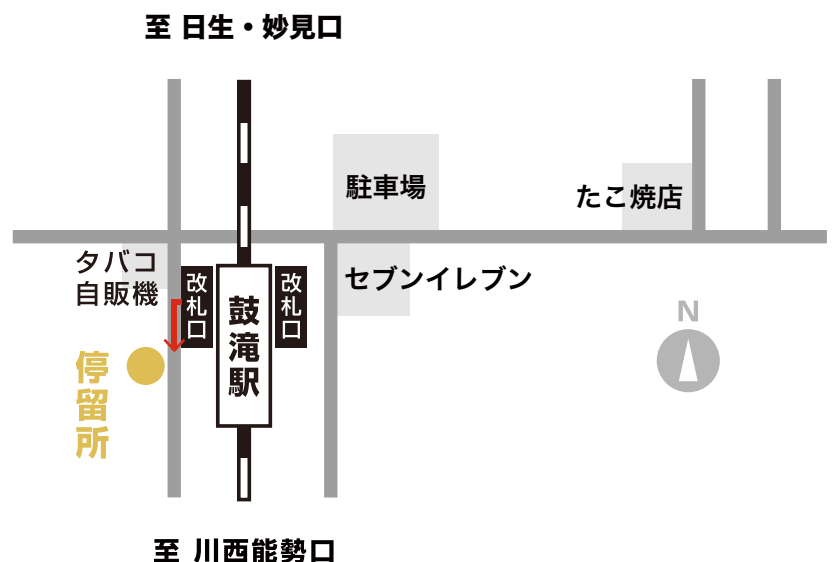 至 日生・妙見口
駐車場
たこ焼店
タバコ
自販機
改札口
改札口
セブンイレブン
鼓滝駅
N
停留所
至 川西能勢口